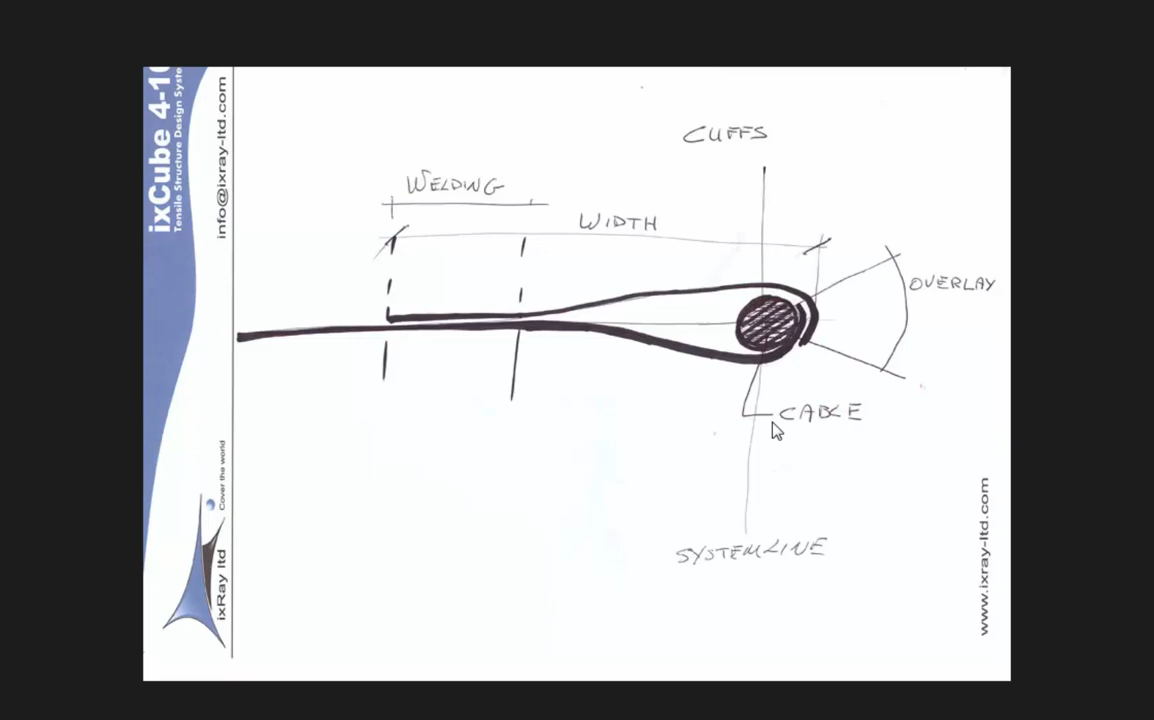 CUFFS
WELDING
WIDTH
OVERLAY
CABLE
SYSTEMLINE
ixCube 4-10
Tensile Structure Design Syste
info@ixray-ltd.com
Cover the world
ixRay ltd
www.ixray-ltd.com